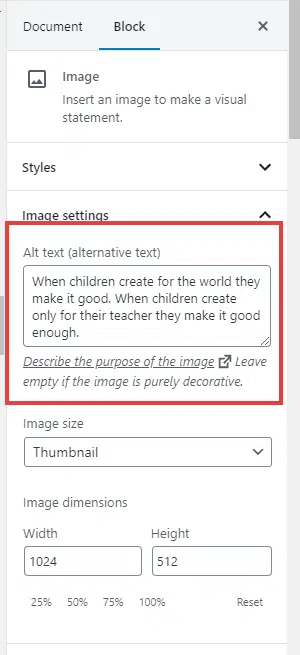 Document Block
Image
Insert an image to make a visual
statement.
Styles
Image settings
Alt text (alternative text)
When children create for the world they
make it good. When children create
only for their teacher they make it good
enough.
Describe the purpose of the image Leave
empty if the image is purely decorative.
Image size
Thumbnail
Image dimensions
Width Height
1024 512
25% 50% 75% 100% Reset